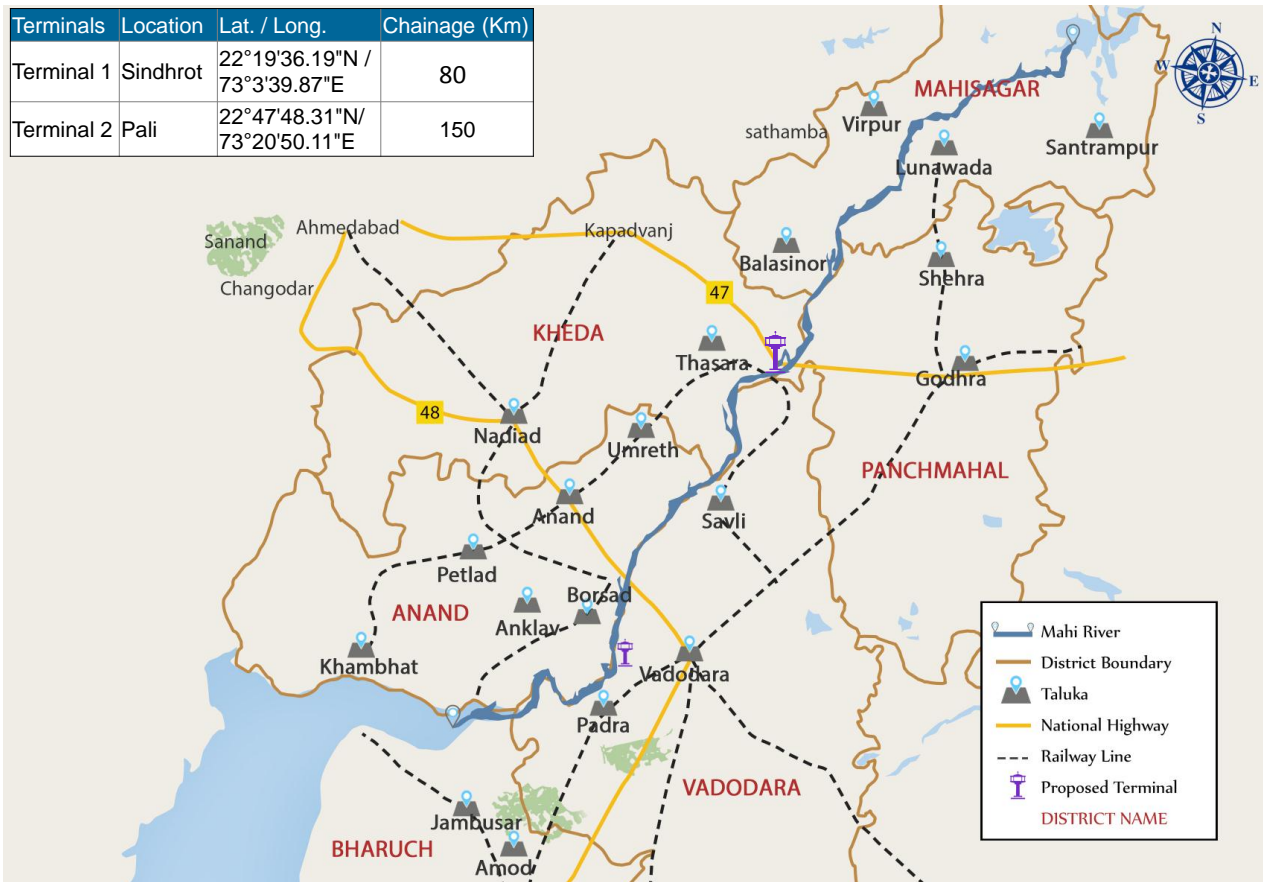 Terminals Location Lat. / Long. Chainage (Km)
Terminal 1 Sindhrot 22°19'36.19"N / 73°3'39.87"E 80
Terminal 2 Pali 22°47'48.31"N/ 73°20'50.11"E 150
N
W
E
S
MAHISAGAR
Virpur
sathamba
Lunawada
Santrampur
Ahmedabad
Kapadvanj
Sanand
Balasinor
Shehra
Changodar
47
KHEDA
Thasara
Godhra
48
Nadiad
Umreth
PANCHMAHAL
Anand
Savli
Petlad
Borsad
ANAND
Anklav
Khambhat
Vadodara
Padra
VADODARA
Jambusar
BHARUCH
Amod
Mahi River
District Boundary
Taluka
National Highway
Railway Line
Proposed Terminal
DISTRICT NAME